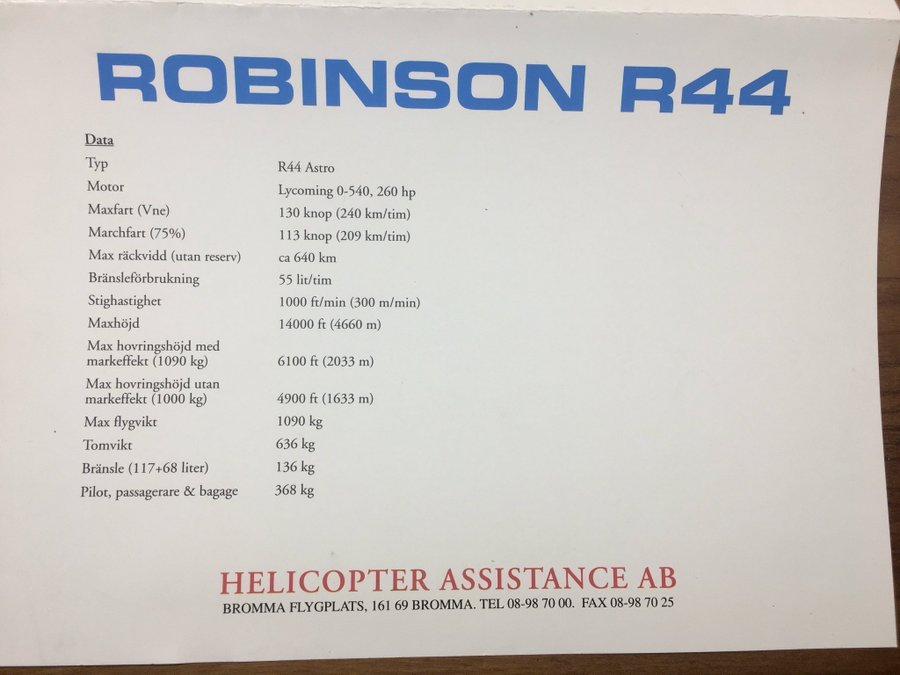 ROBINSON R44
Data
Typ R44 Astro
Motor Lycoming 0-540, 260 hp
Maxfart (Vne) 130 knop (240 km/tim)
Marchfart (75%) 113 knop (209 km/tim)
Max räckvidd (utan reserv) ca 640 km
Bränsleförbrukning 55 lit/tim
Stighastighet 1000 ft/min (300 m/min)
Maxhöjd 14000 ft (4660 m)
Max hovringshöjd med
markeffekt (1090 kg) 6100 ft (2033 m)
Max hovringshöjd utan
markeffekt (1000 kg) 4900 ft (1633 m)
Max flygvikt 1090 kg
Tomvikt 636 kg
Bränsle (117+68 liter) 136 kg
Pilot, passagerare & bagage 368 kg
HELICOPTER ASSISTANCE AB
BROMMA FLYGPLATS, 161 69 BROMMA. TEL 08-98 70 00. FAX 08-98 70 25